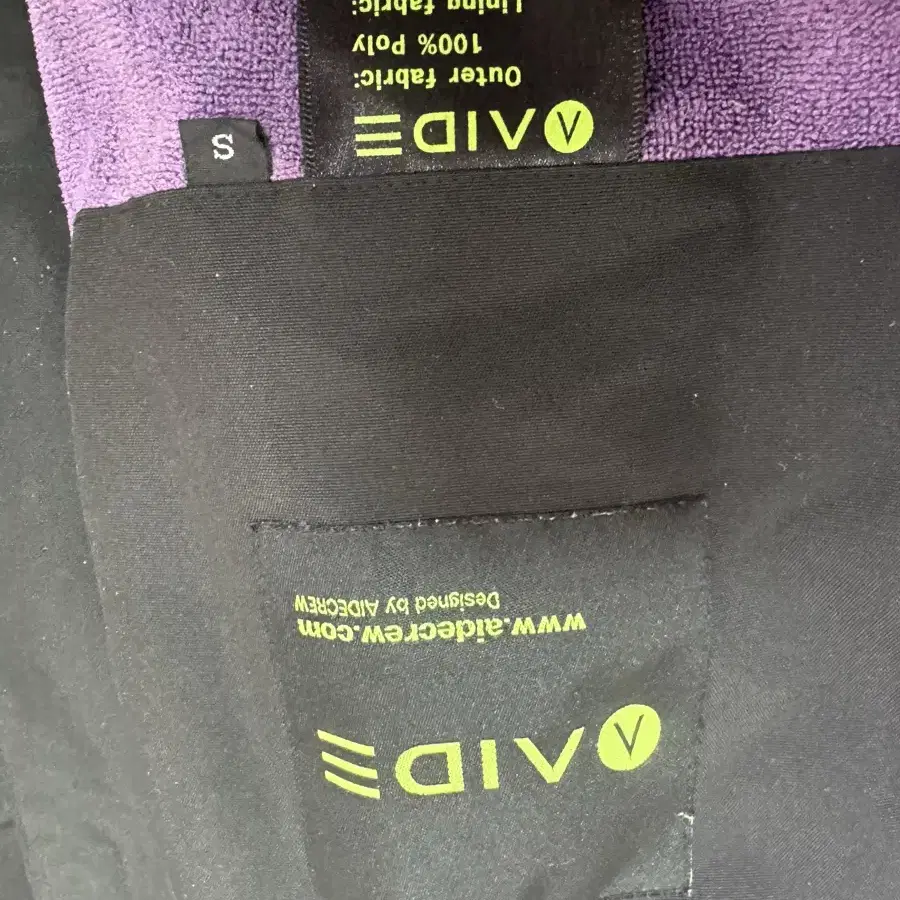 AIDE
www.aidecrew.com
Designed by AIDECREW
AIDE
S
Outer fabric:
100% Poly
Lining fabric: